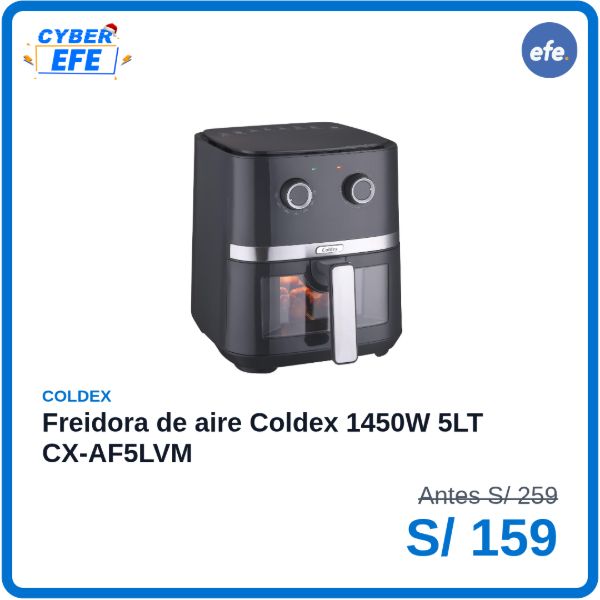 CYBER
EFE
efe.
Coldex
COLDEX
Freidora de aire Coldex 1450W 5LT
CX-AF5LVM
Antes S/ 259
S/ 159